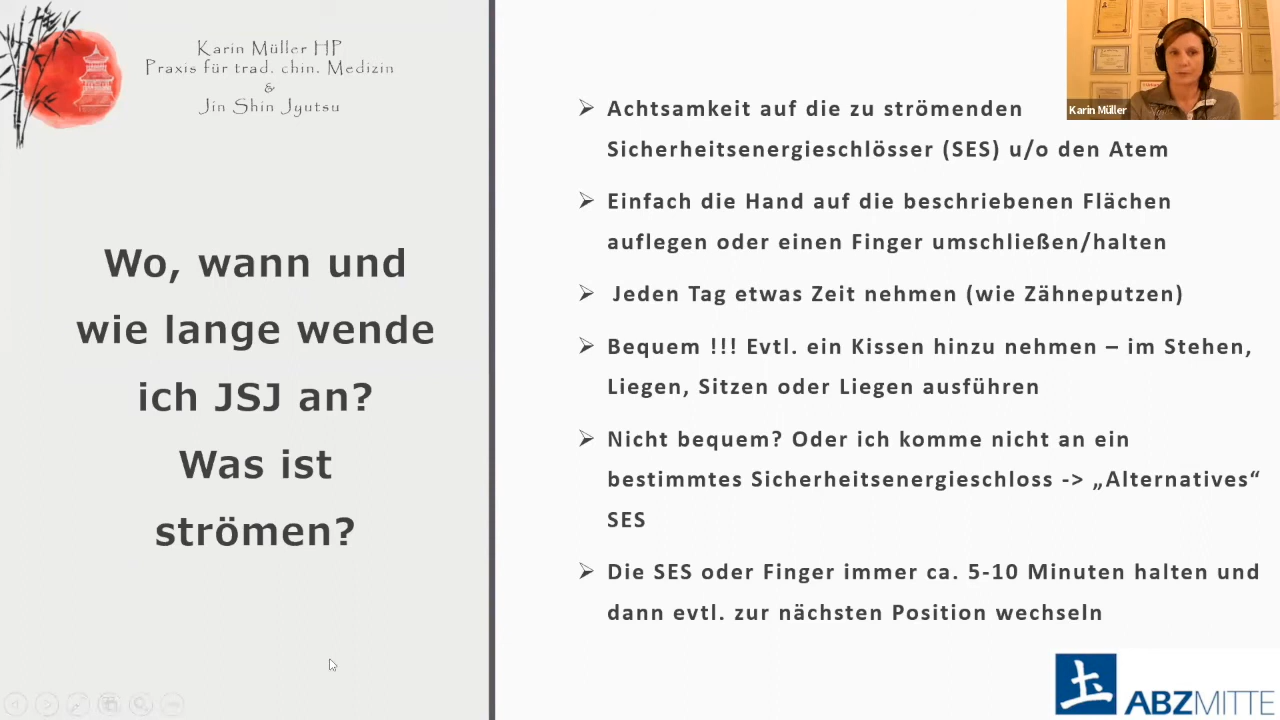 Karin Müller HP
Praxis für trad. chin. Medizin
&
Jin Shin Jyutsu
Wo, wann und
wie lange wende
ich JSJ an?
Was ist
strömen?
Karin Müller
➢ Achtsamkeit auf die zu strömenden
Sicherheitsenergieschlösser (SES) u/o den Atem
➢ Einfach die Hand auf die beschriebenen Flächen
auflegen oder einen Finger umschließen/halten
➢ Jeden Tag etwas Zeit nehmen (wie Zähneputzen)
➢ Bequem !!! Evtl. ein Kissen hinzu nehmen – im Stehen,
Liegen, Sitzen oder Liegen ausführen
➢ Nicht bequem? Oder ich komme nicht an ein
bestimmtes Sicherheitsenergieschloss -> „Alternatives“
SES
➢ Die SES oder Finger immer ca. 5-10 Minuten halten und
dann evtl. zur nächsten Position wechseln
土 ABZMITTE